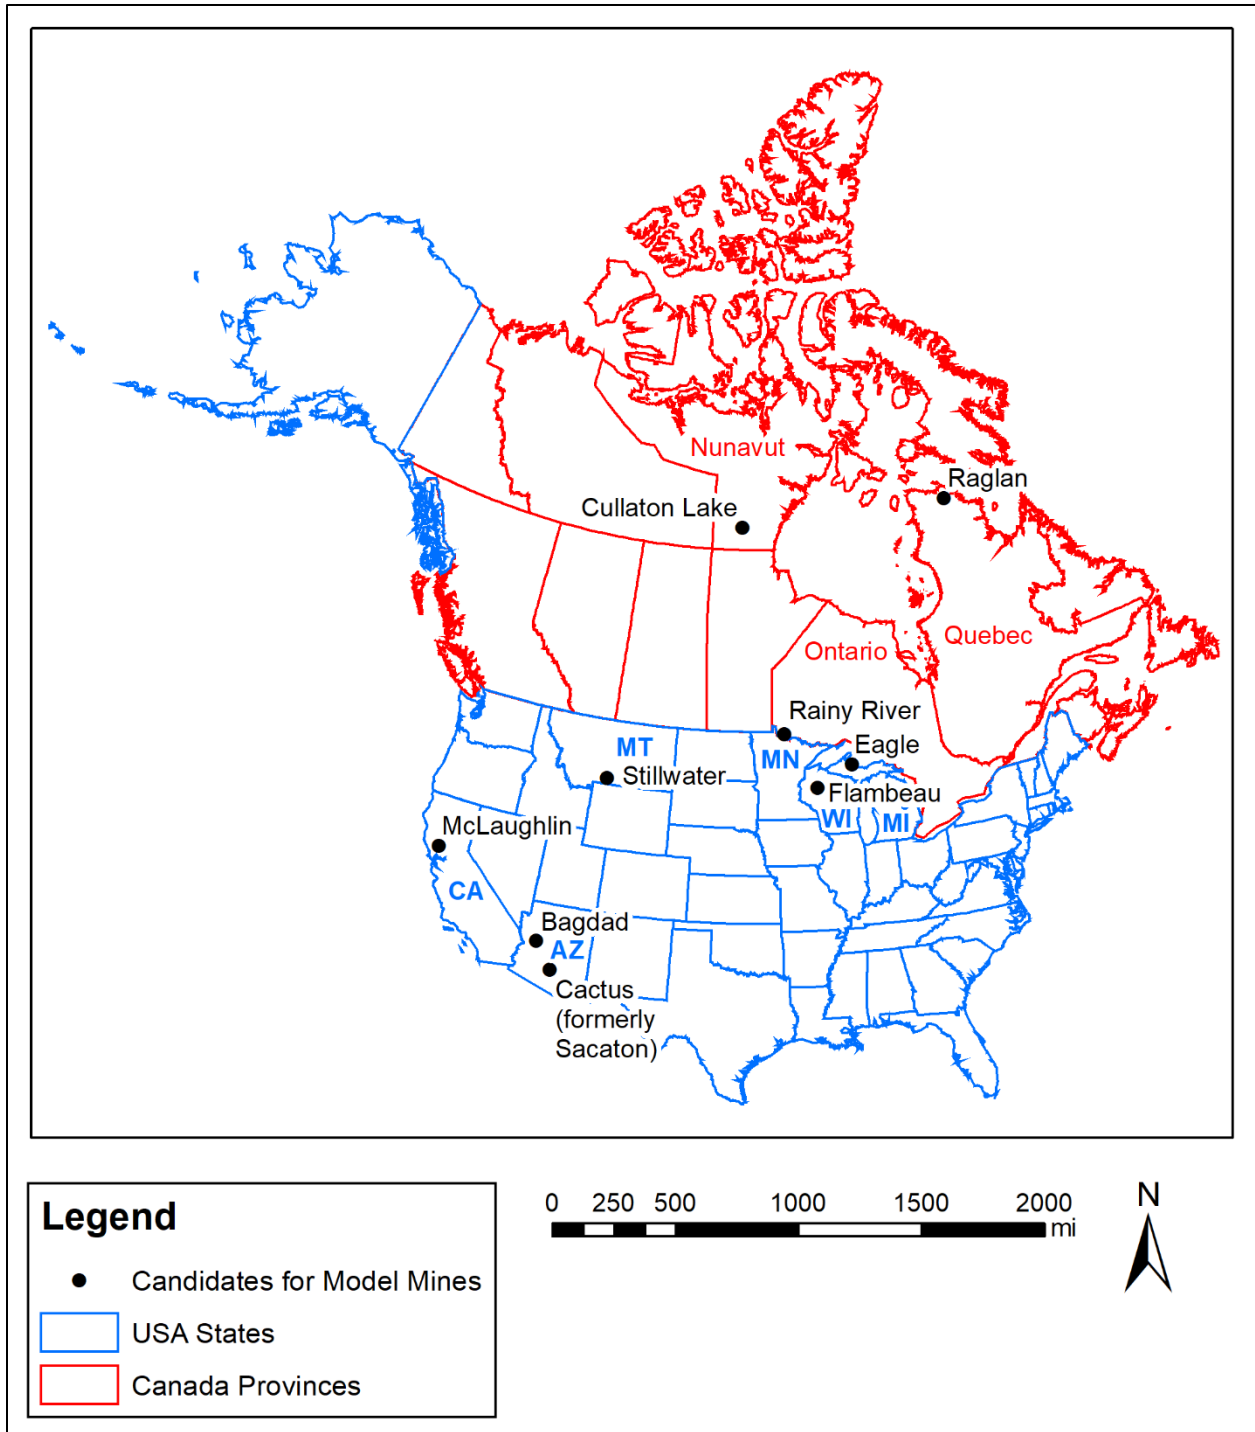 Nunavut
Raglan
Cullaton Lake
Ontario
Quebec
Rainy River
MT
MN
Eagle
Stillwater
Flambeau
WI
MI
McLaughlin
CA
Bagdad
AZ
Cactus
(formerly
Sacaton)
Legend
Candidates for Model Mines
USA States
Canada Provinces
0 250 500 1000 1500 2000
mi
N